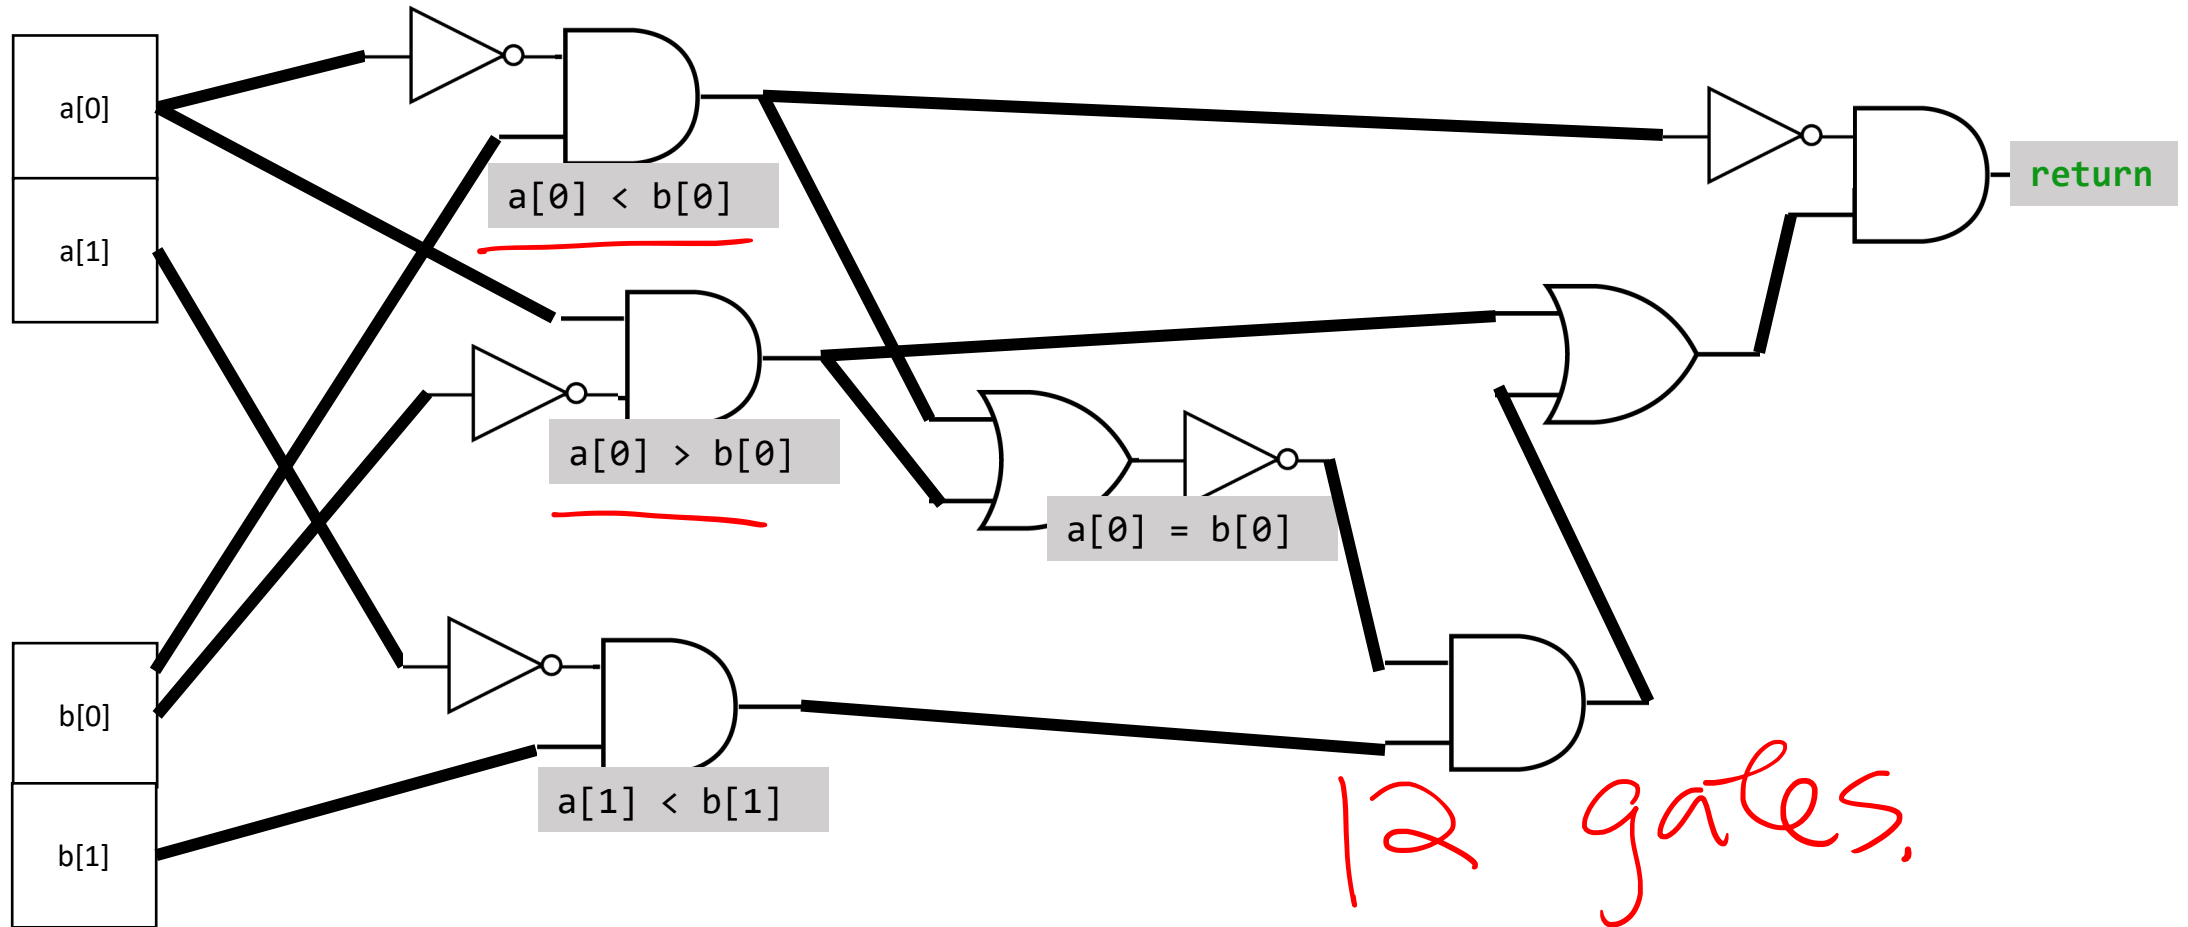 a[0]
a[1]
a[0] < b[0]
return
a[0] > b[0]
a[0] = b[0]
b[0]
b[1]
a[1] < b[1]
12 gates.